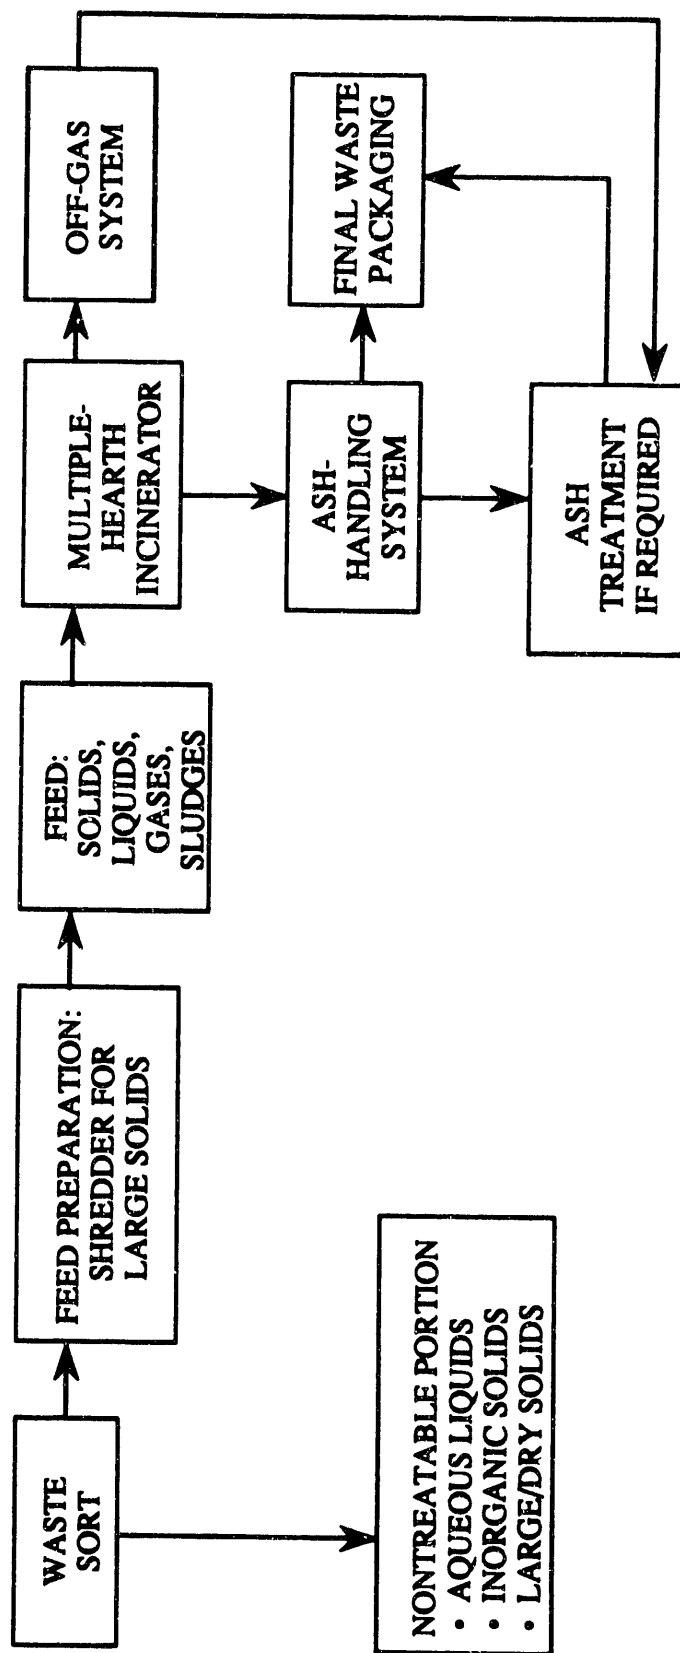 WASTE
SORT
FEED PREPARATION:
SHREDDER FOR
LARGE SOLIDS
FEED:
SOLIDS,
LIQUIDS,
GASES,
SLUDGES
MULTIPLE-
HEARTH
INCINERATOR
OFF-GAS
SYSTEM
NONTREATABLE PORTION
• AQUEOUS LIQUIDS
• INORGANIC SOLIDS
• LARGE/DRY SOLIDS
ASH-
HANDLING
SYSTEM
FINAL WASTE
PACKAGING
ASH
TREATMENT
IF REQUIRED